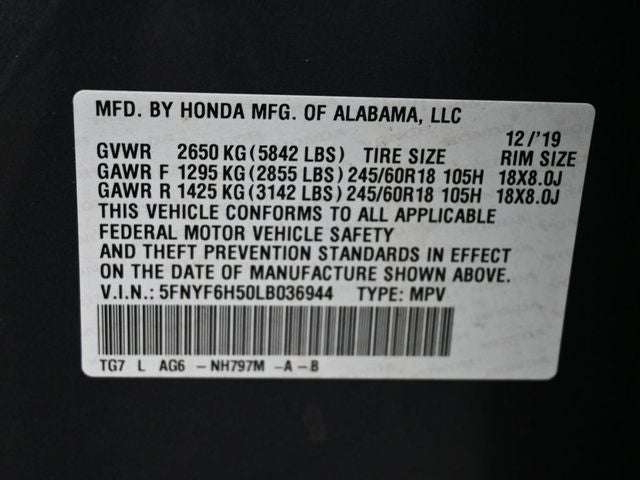 MFD. BY HONDA MFG. OF ALABAMA, LLC
12/'19
GVWR 2650 KG (5842 LBS) TIRE SIZE RIM SIZE
GAWR F 1295 KG (2855 LBS) 245/60R18 105H 18X8.0J
GAWR R 1425 KG (3142 LBS) 245/60R18 105H 18X8.0J
THIS VEHICLE CONFORMS TO ALL APPLICABLE
FEDERAL MOTOR VEHICLE SAFETY
AND THEFT PREVENTION STANDARDS IN EFFECT
ON THE DATE OF MANUFACTURE SHOWN ABOVE.
V.I.N.: 5FNYF6H50LB036944 TYPE: MPV
TG7 L AG6 -NH797M -A-B